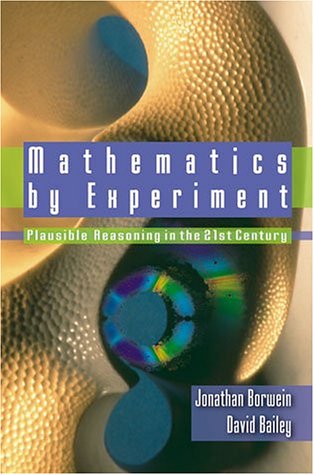 Mathematics
by Experiment
Plausible Reasoning in the 21st Century
Jonathan Borwein
David Bailey